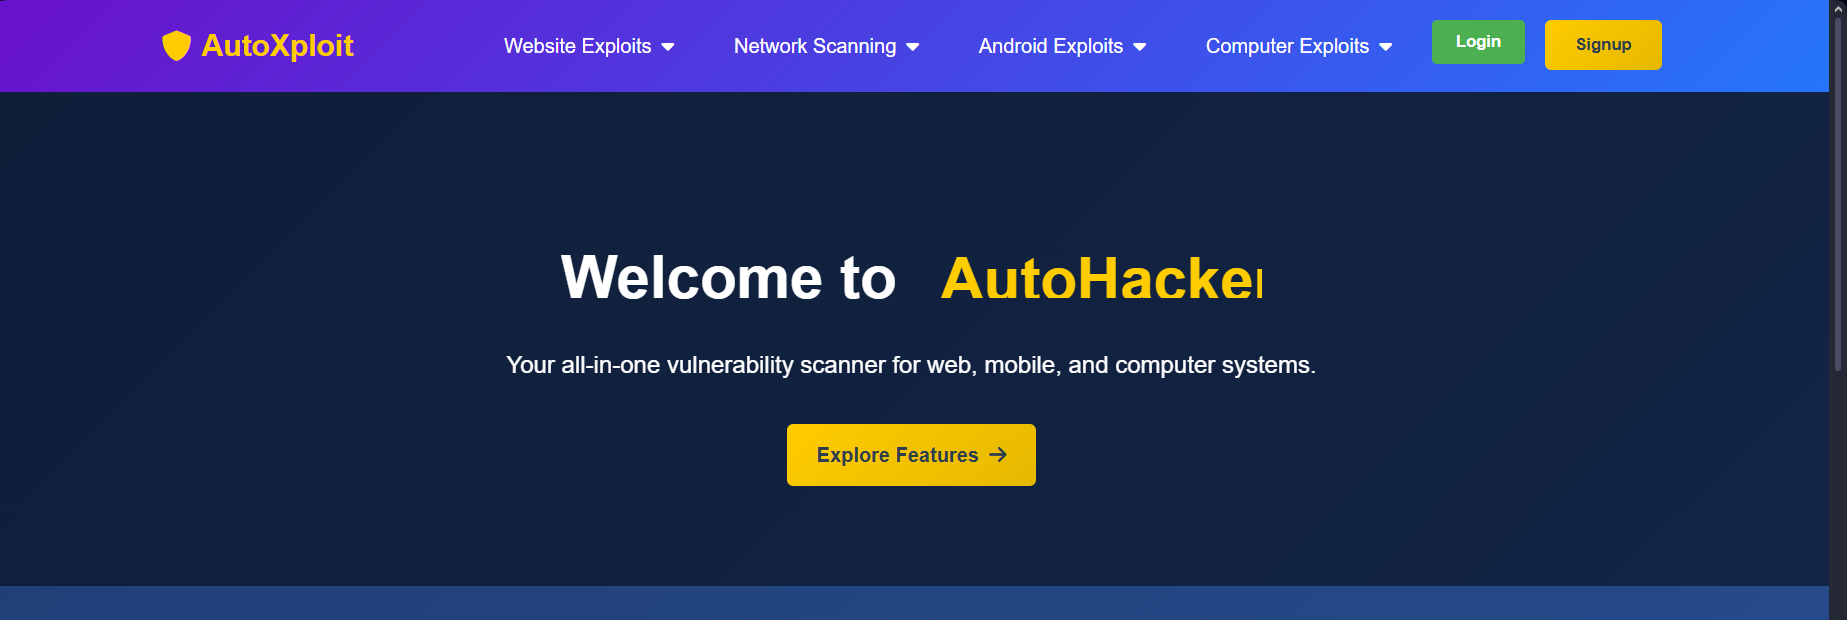 AutoXploit Website Exploits Network Scanning Android Exploits Computer Exploits Login Signup
Welcome to AutoHacker
Your all-in-one vulnerability scanner for web, mobile, and computer systems.
Explore Features